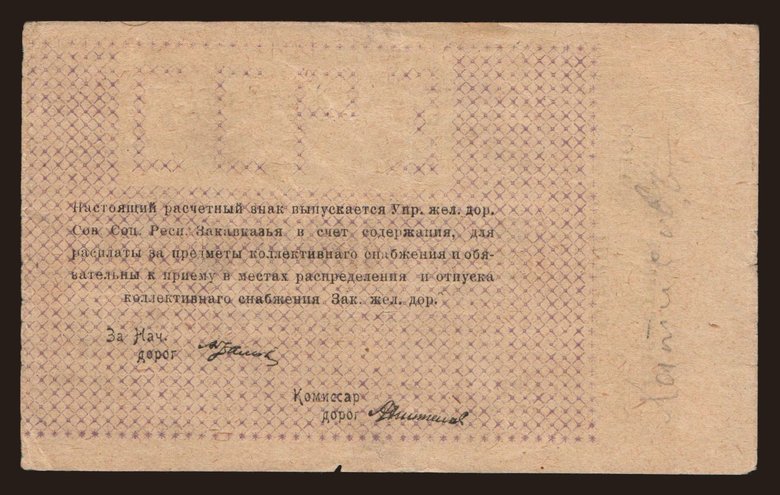 Настоящий расчетный знак выпускается Упр. жел. дор.
Сов Соц. Респ. Закавказья в счет содержания, для
расплаты за предметы коллективнаго снабжения и обя-
зательны к приему в местах распределения и отпуска
коллективнаго снабжения Зак. жел. дор.
За Нач.
дорог
Комиссар
дорог